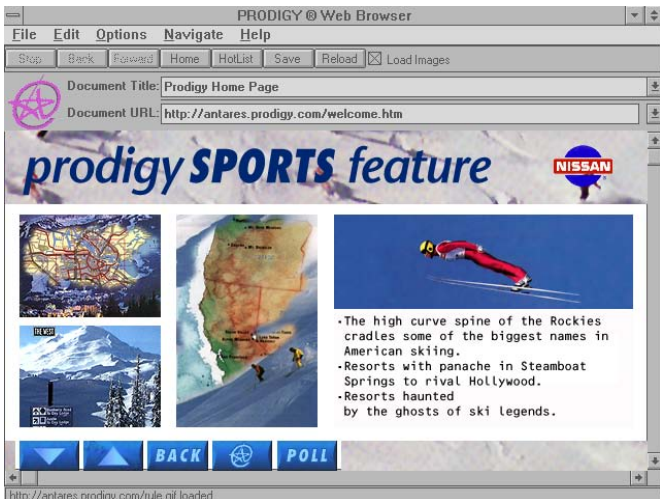 PRODIGY ® Web Browser
File Edit Options Navigate Help
Stop Back Forward Home HotList Save Reload Load Images
Document Title: Prodigy Home Page
Document URL: http://antares.prodigy.com/welcome.htm
prodigy SPORTS feature
NISSAN
THE WEST
·The high curve spine of the Rockies
cradles some of the biggest names in
American skiing.
·Resorts with panache in Steamboat
Springs to rival Hollywood.
·Resorts haunted
by the ghosts of ski legends.
BACK POLL
http://antares.prodigy.com/rule.gif loaded